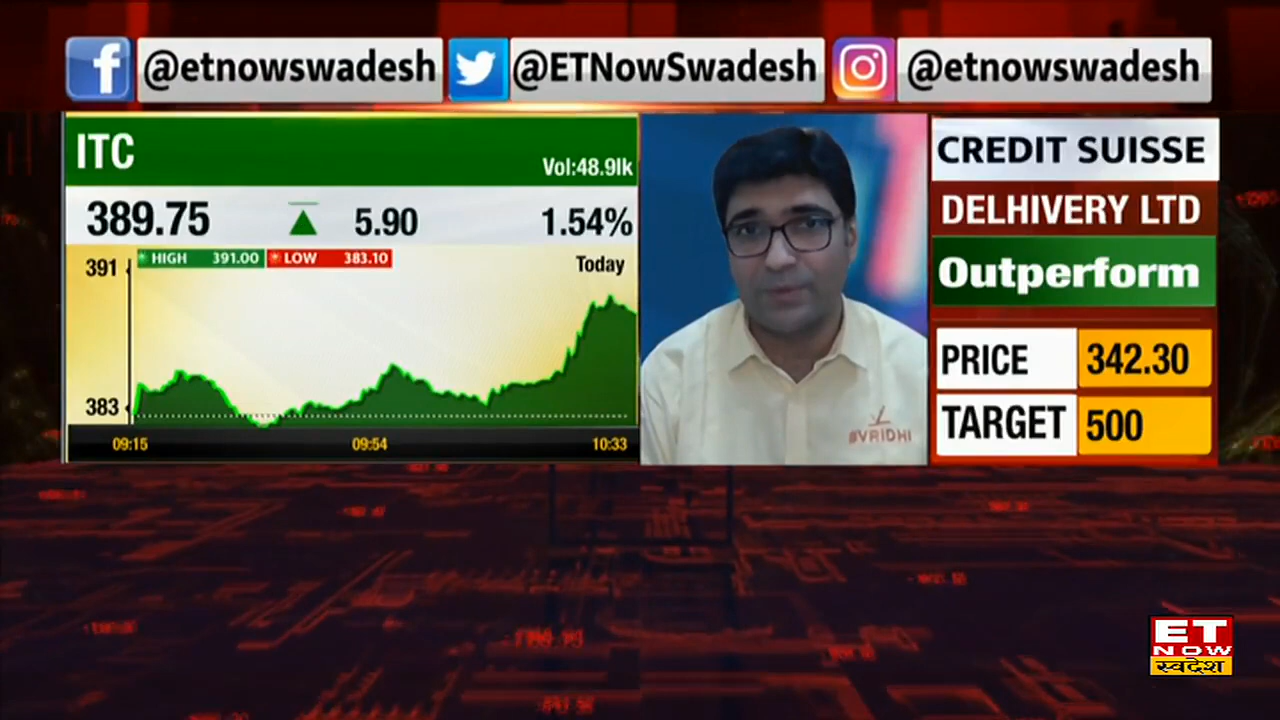 @etnowswadesh @ETNowSwadesh @etnowswadesh
ITC
Vol:48.9lk
389.75 5.90 1.54%
HIGH 391.00 LOW 383.10
Today
391
383
09:15 09:54 10:33
VRIDHI
CREDIT SUISSE
DELHIVERY LTD
Outperform
PRICE 342.30
TARGET 500
ET
NOW
स्वदेश